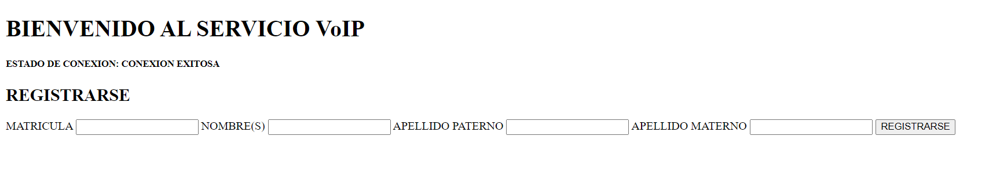 BIENVENIDO AL SERVICIO VoIP
ESTADO DE CONEXION: CONEXION EXITOSA
REGISTRARSE
MATRICULA NOMBRE(S) APELLIDO PATERNO APELLIDO MATERNO REGISTRARSE